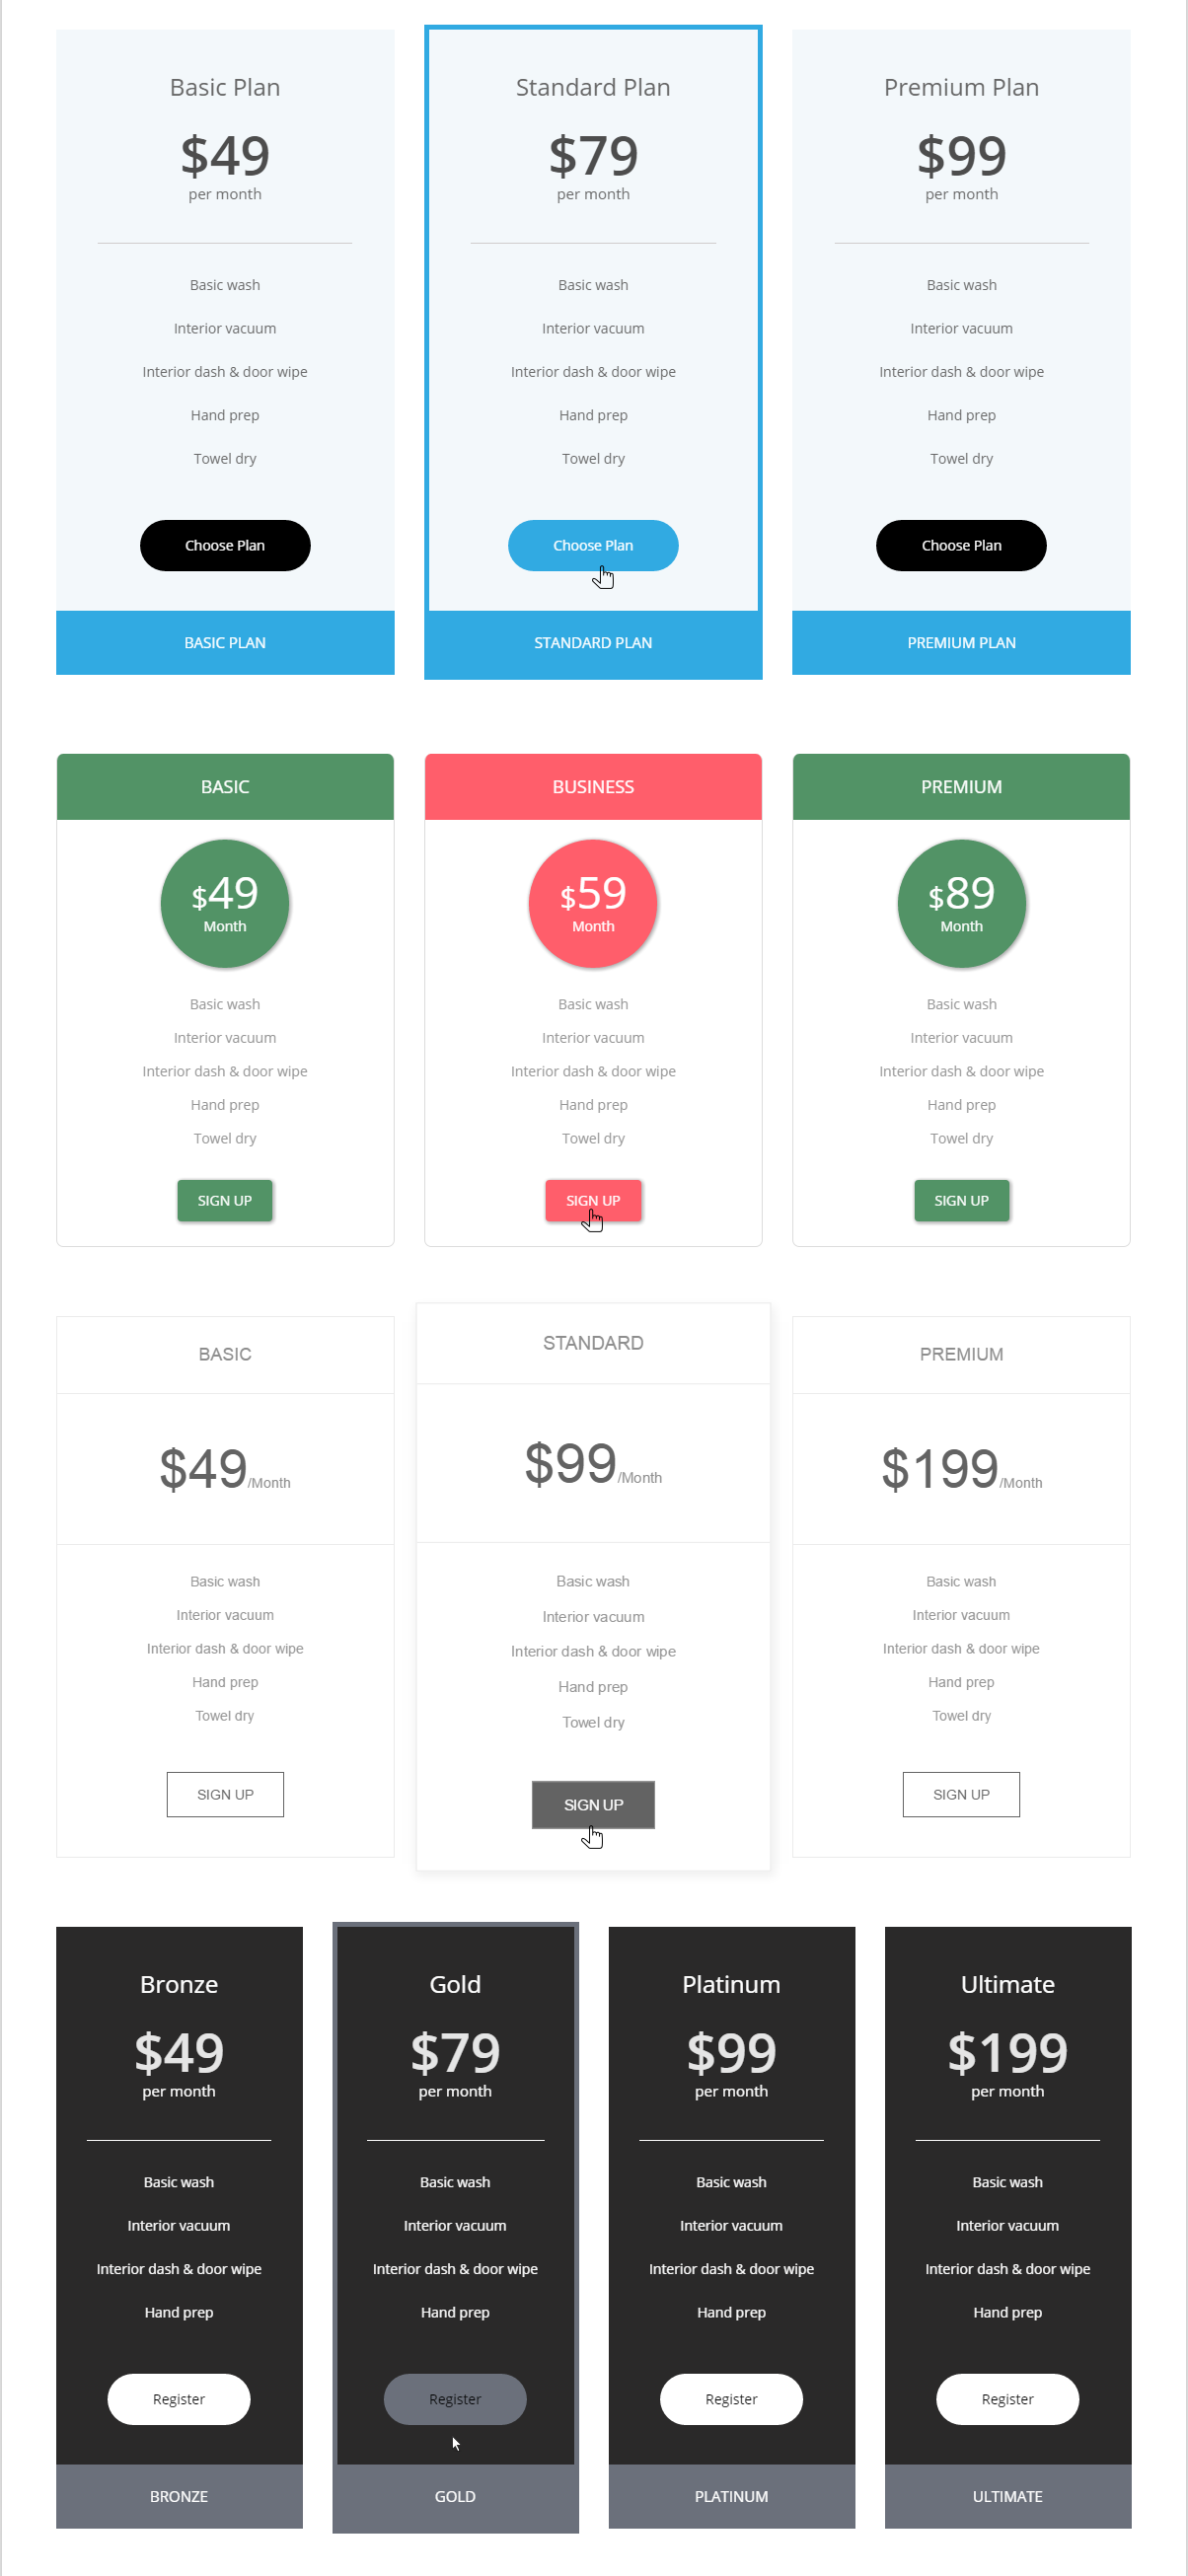 Basic Plan
$49
per month
Basic wash
Interior vacuum
Interior dash & door wipe
Hand prep
Towel dry
Choose Plan
BASIC PLAN
Standard Plan
$79
per month
Basic wash
Interior vacuum
Interior dash & door wipe
Hand prep
Towel dry
Choose Plan
STANDARD PLAN
Premium Plan
$99
per month
Basic wash
Interior vacuum
Interior dash & door wipe
Hand prep
Towel dry
Choose Plan
PREMIUM PLAN
BASIC
$49
Month
Basic wash
Interior vacuum
Interior dash & door wipe
Hand prep
Towel dry
SIGN UP
BUSINESS
$59
Month
Basic wash
Interior vacuum
Interior dash & door wipe
Hand prep
Towel dry
SIGN UP
PREMIUM
$89
Month
Basic wash
Interior vacuum
Interior dash & door wipe
Hand prep
Towel dry
SIGN UP
BASIC
$49/Month
Basic wash
Interior vacuum
Interior dash & door wipe
Hand prep
Towel dry
SIGN UP
STANDARD
$99/Month
Basic wash
Interior vacuum
Interior dash & door wipe
Hand prep
Towel dry
SIGN UP
PREMIUM
$199/Month
Basic wash
Interior vacuum
Interior dash & door wipe
Hand prep
Towel dry
SIGN UP
Bronze
$49
per month
Basic wash
Interior vacuum
Interior dash & door wipe
Hand prep
Register
BRONZE
Gold
$79
per month
Basic wash
Interior vacuum
Interior dash & door wipe
Hand prep
Register
GOLD
Platinum
$99
per month
Basic wash
Interior vacuum
Interior dash & door wipe
Hand prep
Register
PLATINUM
Ultimate
$199
per month
Basic wash
Interior vacuum
Interior dash & door wipe
Hand prep
Register
ULTIMATE